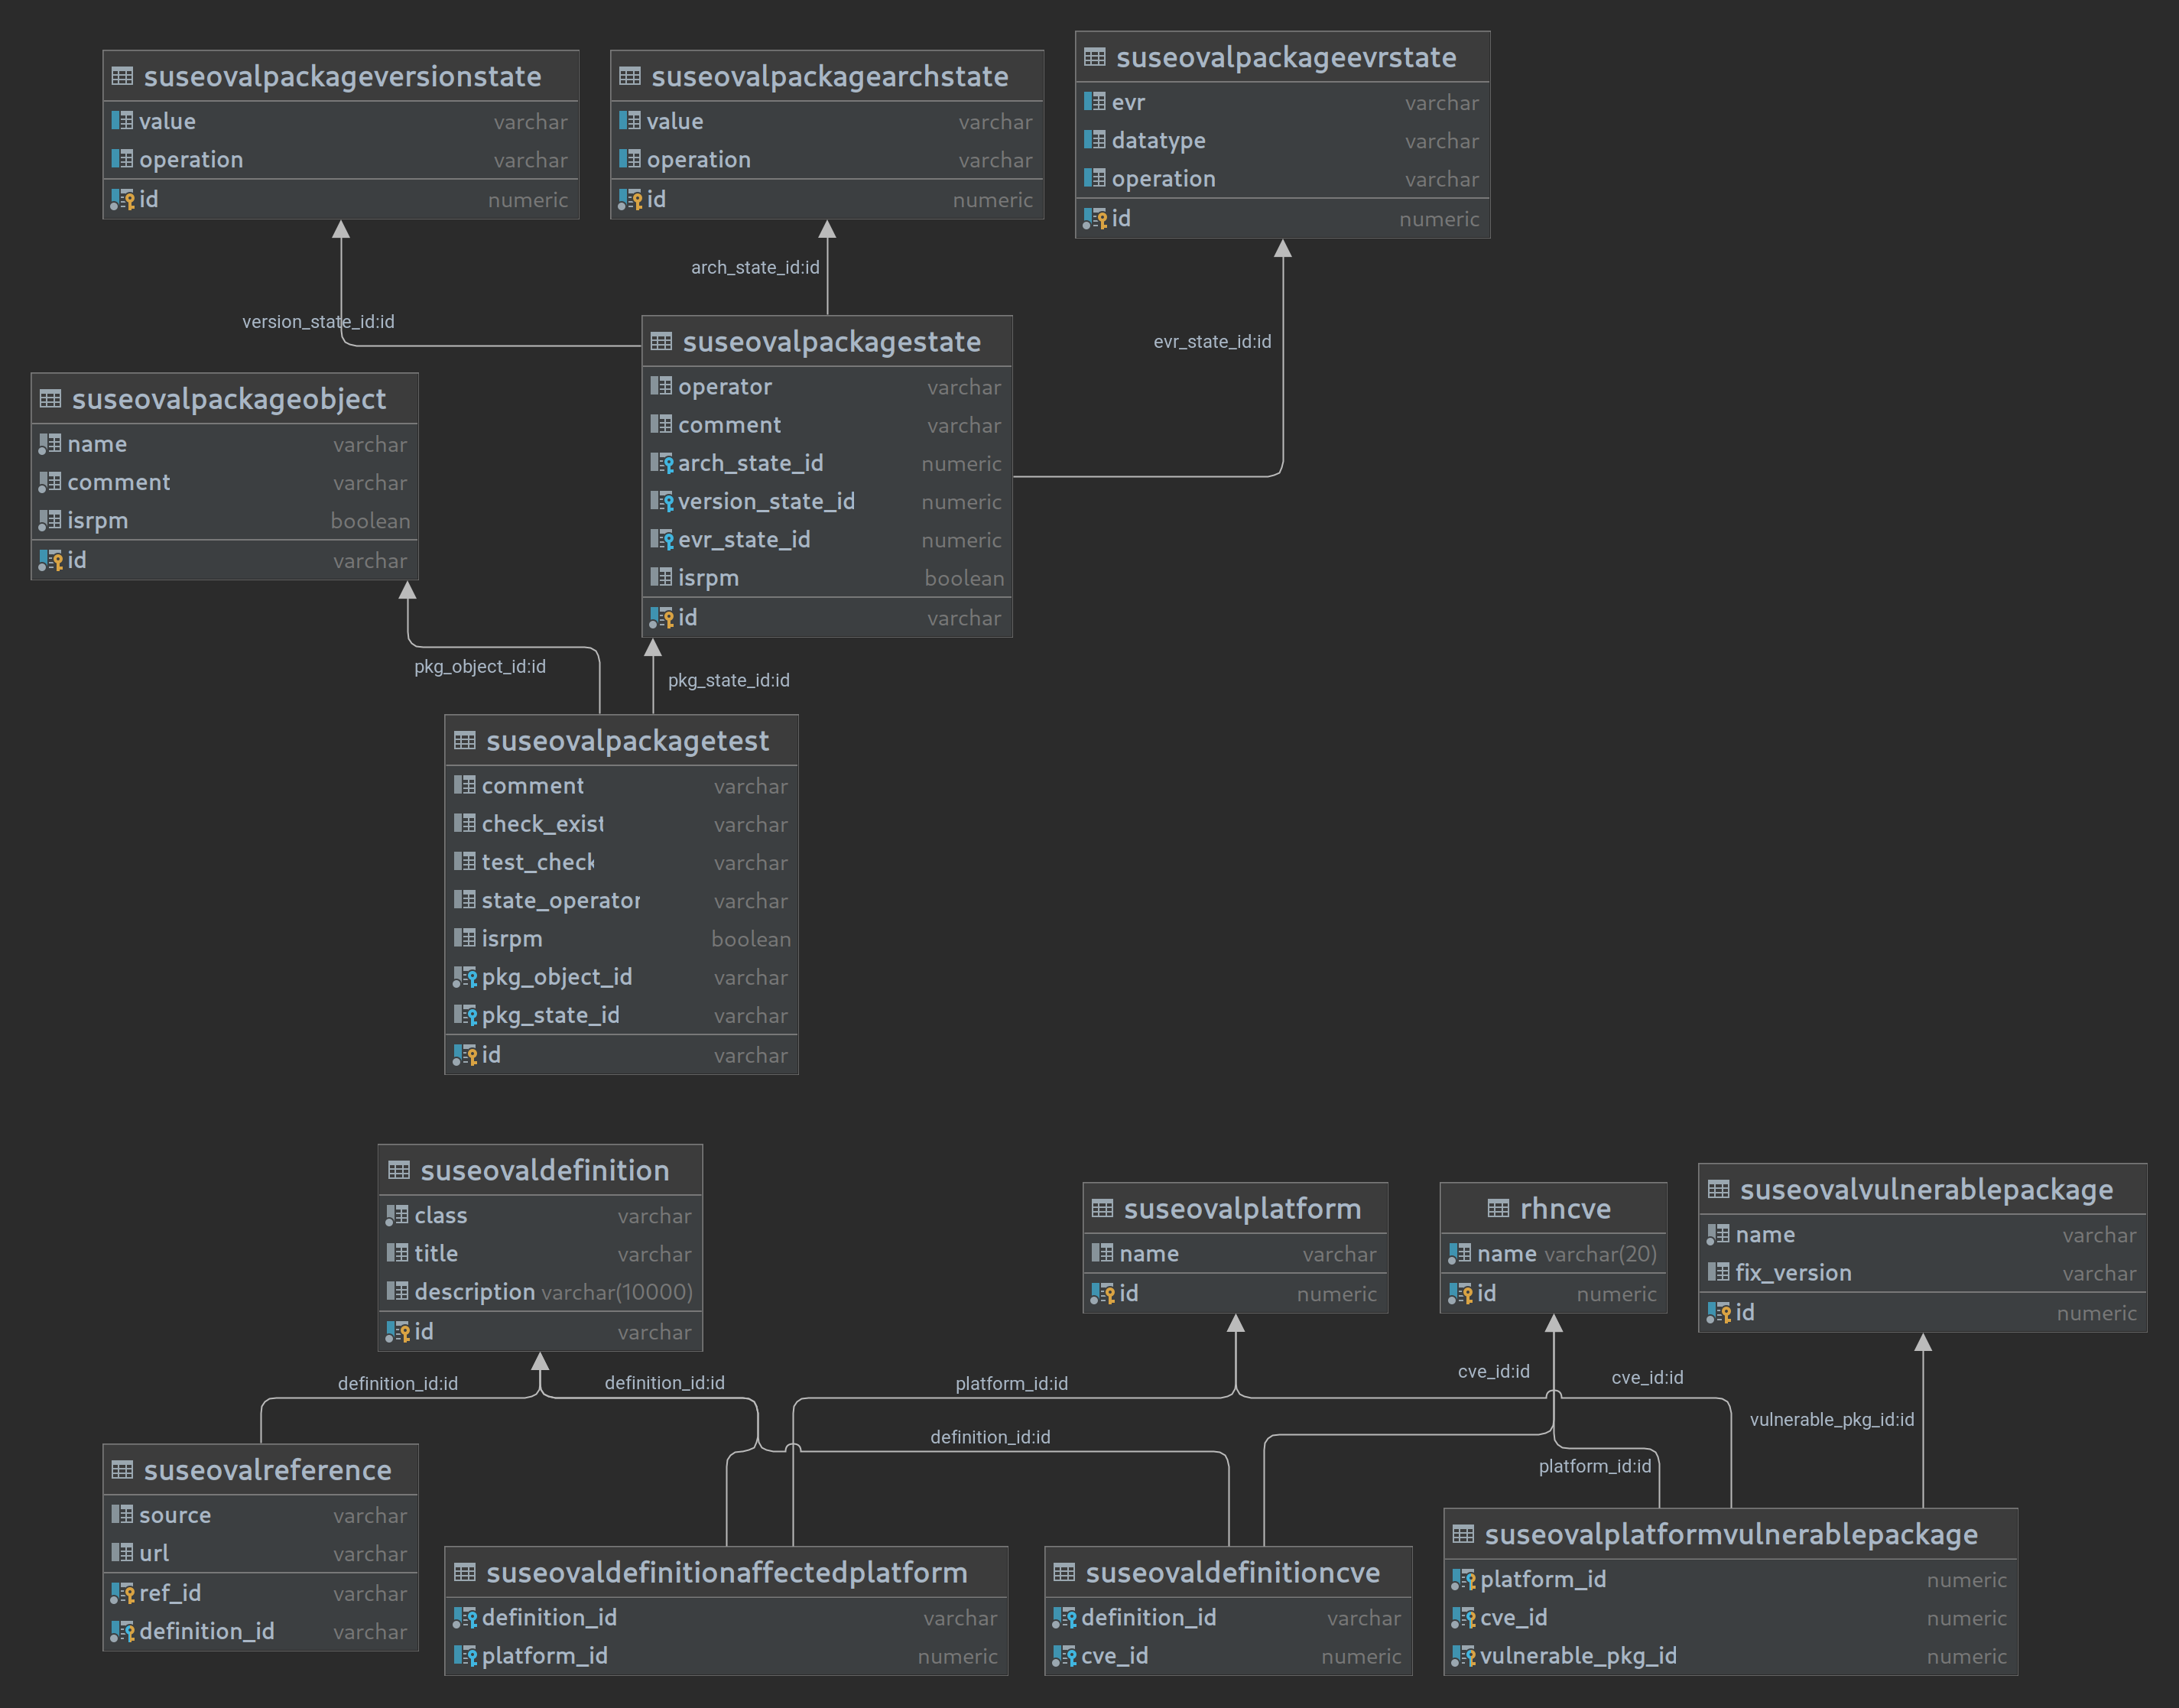 suseovalpackageversionstate
value varchar
operation varchar
id numeric
suseovalpackagearchstate
value varchar
operation varchar
id numeric
suseovalpackageevrstate
evr varchar
datatype varchar
operation varchar
id numeric
version_state_id:id
arch_state_id:id
evr_state_id:id
suseovalpackageobject
name varchar
comment varchar
isrpm boolean
id varchar
suseovalpackagestate
operator varchar
comment varchar
arch_state_id numeric
version_state_id numeric
evr_state_id numeric
isrpm boolean
id varchar
pkg_object_id:id
pkg_state_id:id
suseovalpackagetest
comment varchar
check_exist varchar
test_check varchar
state_operator varchar
isrpm boolean
pkg_object_id varchar
pkg_state_id varchar
id varchar
suseovaldefinition
class varchar
title varchar
description varchar(10000)
id varchar
suseovalplatform
name varchar
id numeric
rhncve
name varchar(20)
id numeric
suseovalvulnerablepackage
name varchar
fix_version varchar
id numeric
definition_id:id
definition_id:id
platform_id:id
cve_id:id
cve_id:id
vulnerable_pkg_id:id
definition_id:id
platform_id:id
suseovalreference
source varchar
url varchar
ref_id varchar
definition_id varchar
suseovaldefinitionaffectedplatform
definition_id varchar
platform_id numeric
suseovaldefinitioncve
definition_id varchar
cve_id numeric
suseovalplatformvulnerablepackage
platform_id numeric
cve_id numeric
vulnerable_pkg_id numeric